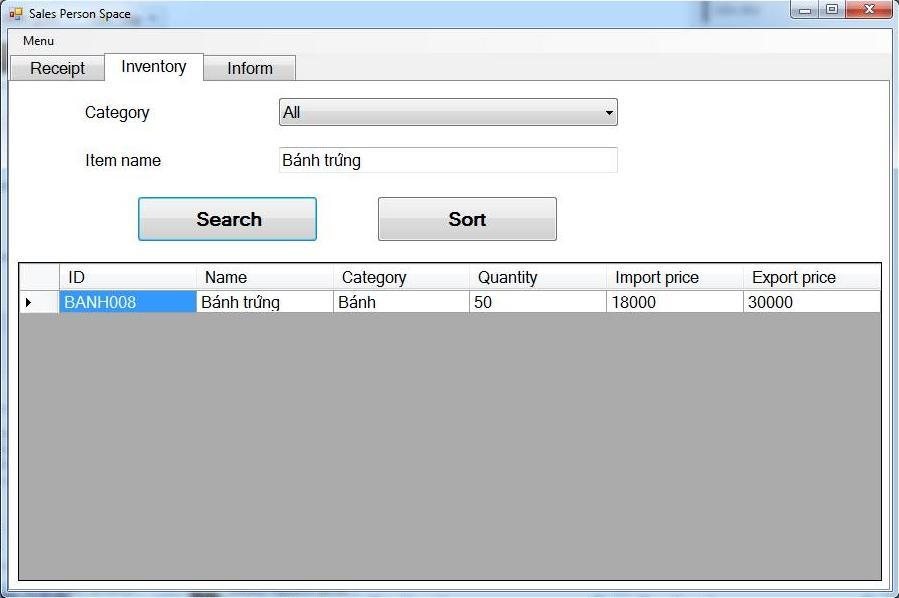 Sales Person Space
Menu
Receipt Inventory Inform
Category All
Item name Bánh trứng
Search Sort
ID Name Category Quantity Import price Export price
BANH008 Bánh trứng Bánh 50 18000 30000